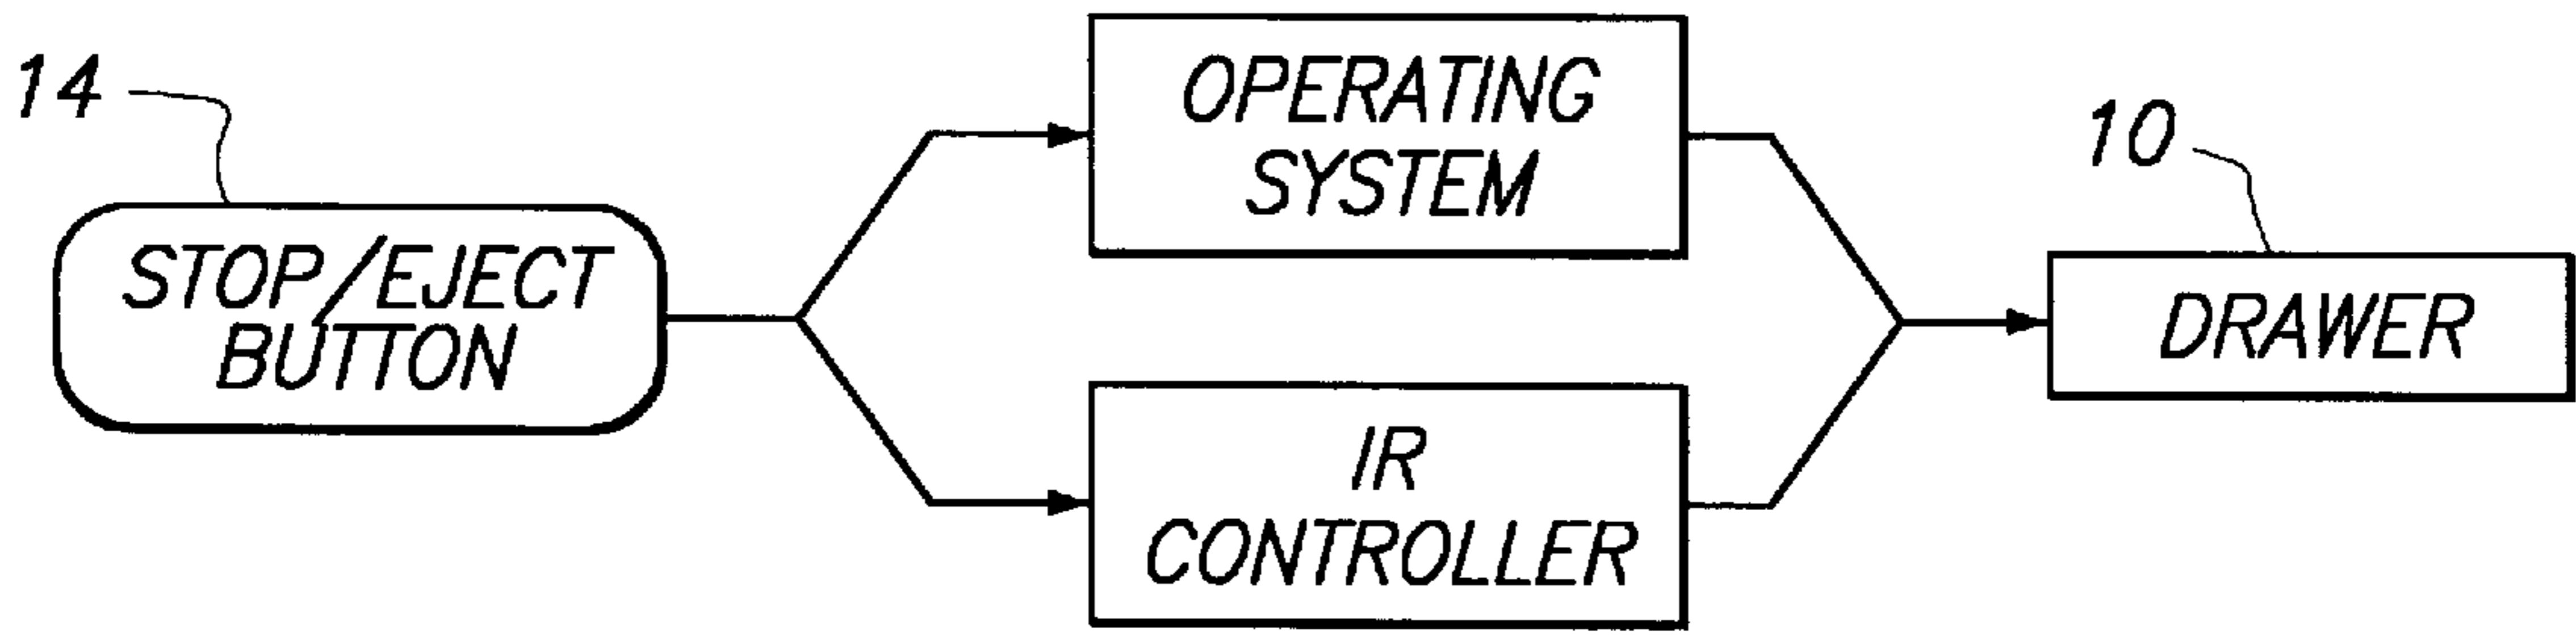 14
STOP/EJECT
BUTTON
OPERATING
SYSTEM
IR
CONTROLLER
10
DRAWER